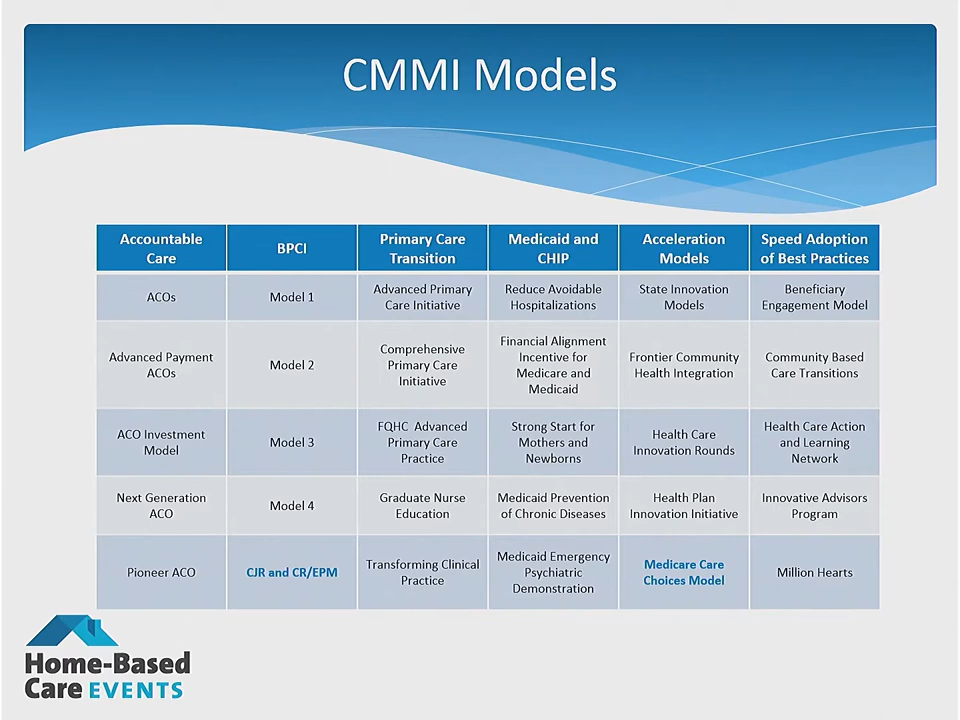 CMMI Models
Accountable
Care
BPCI
Primary Care
Transition
Medicaid and
CHIP
Acceleration
Models
Speed Adoption
of Best Practices
ACOs
Model 1
Advanced Primary
Care Initiative
Reduce Avoidable
Hospitalizations
State Innovation
Models
Beneficiary
Engagement Model
Advanced Payment
ACOs
Model 2
Comprehensive
Primary Care
Initiative
Financial Alignment
Incentive for
Medicare and
Medicaid
Frontier Community
Health Integration
Community Based
Care Transitions
ACO Investment
Model
Model 3
FQHC Advanced
Primary Care
Practice
Strong Start for
Mothers and
Newborns
Health Care
Innovation Rounds
Health Care Action
and Learning
Network
Next Generation
ACO
Model 4
Graduate Nurse
Education
Medicaid Prevention
of Chronic Diseases
Health Plan
Innovation Initiative
Innovative Advisors
Program
Pioneer ACO
CJR and CR/EPM
Transforming Clinical
Practice
Medicaid Emergency
Psychiatric
Demonstration
Medicare Care
Choices Model
Million Hearts
Home-Based
Care EVENTS